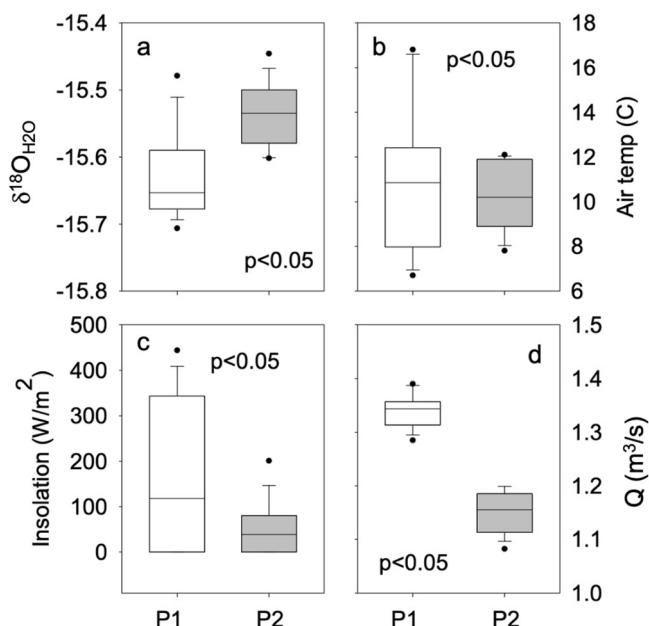 -15.4
-15.5
-15.6
-15.7
-15.8
δ¹⁸O_H2O
a
p<0.05
b
p<0.05
18
16
14
12
10
8
6
Air temp (C)
500
400
300
200
100
0
Insolation (W/m²)
c
p<0.05
d
p<0.05
1.5
1.4
1.3
1.2
1.1
1.0
Q (m³/s)
P1 P2 P1 P2